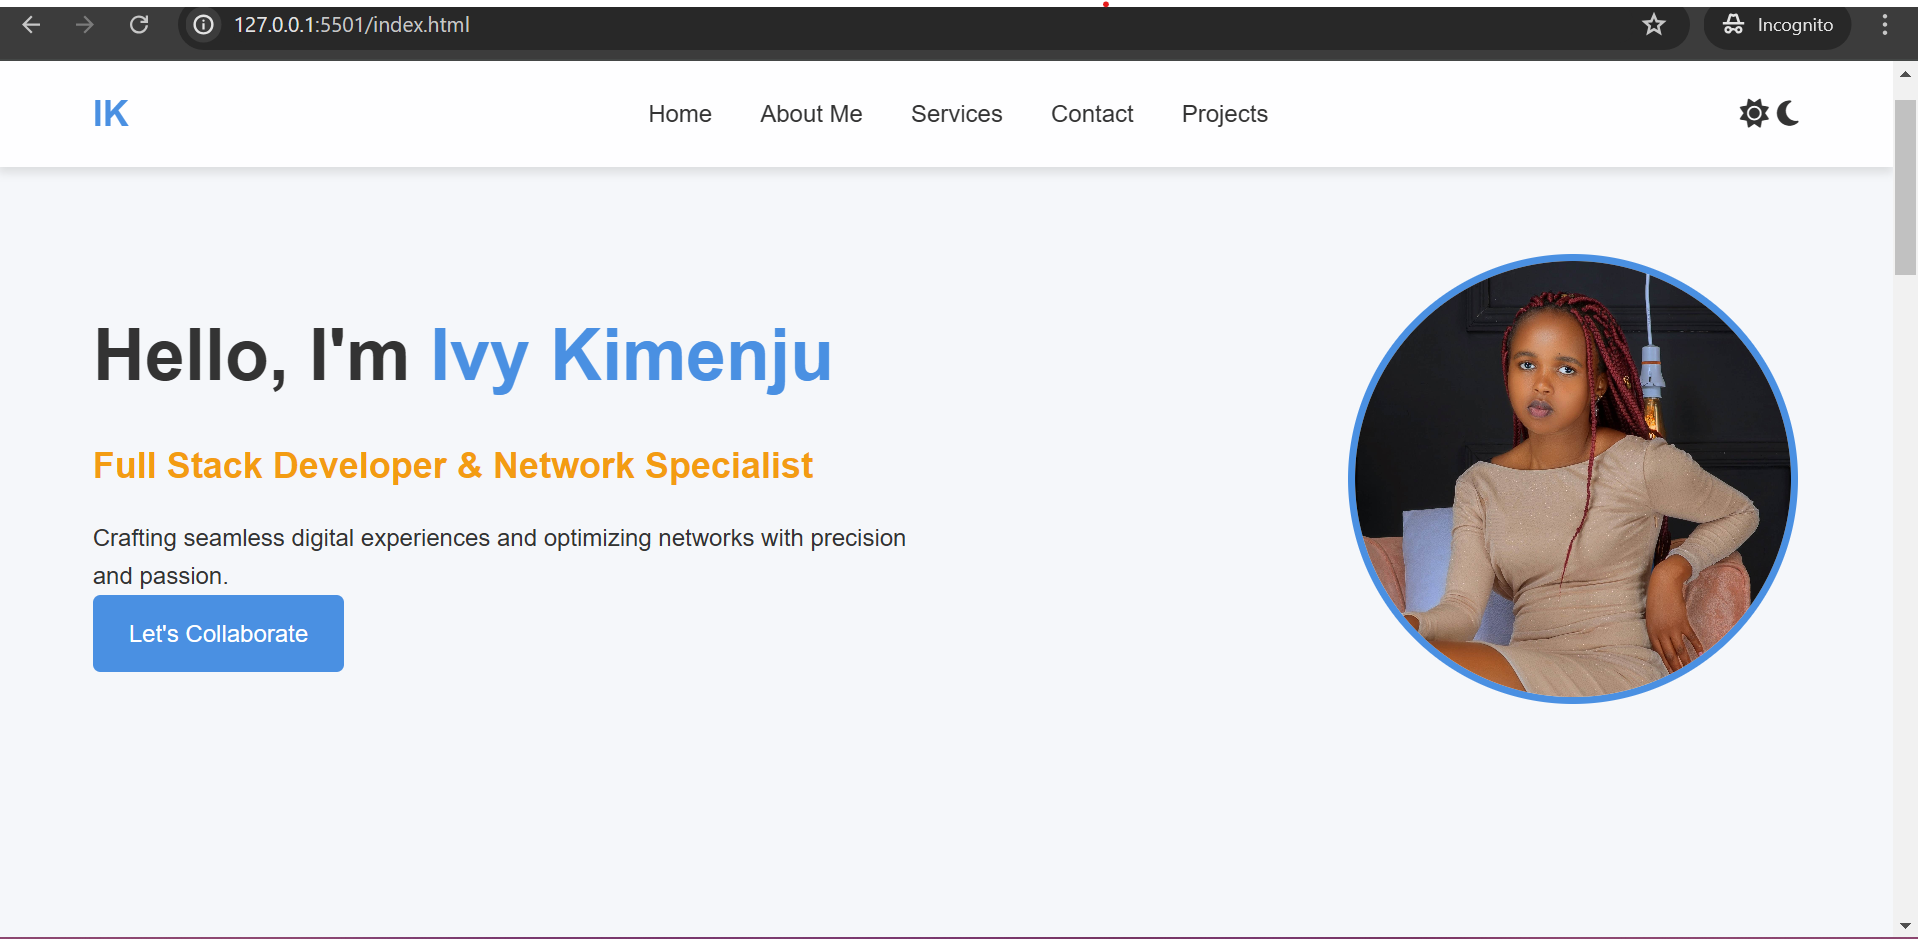 127.0.0.1:5501/index.html
Incognito
IK
Home About Me Services Contact Projects
Hello, I'm Ivy Kimenju
Full Stack Developer & Network Specialist
Crafting seamless digital experiences and optimizing networks with precision
and passion.
Let's Collaborate